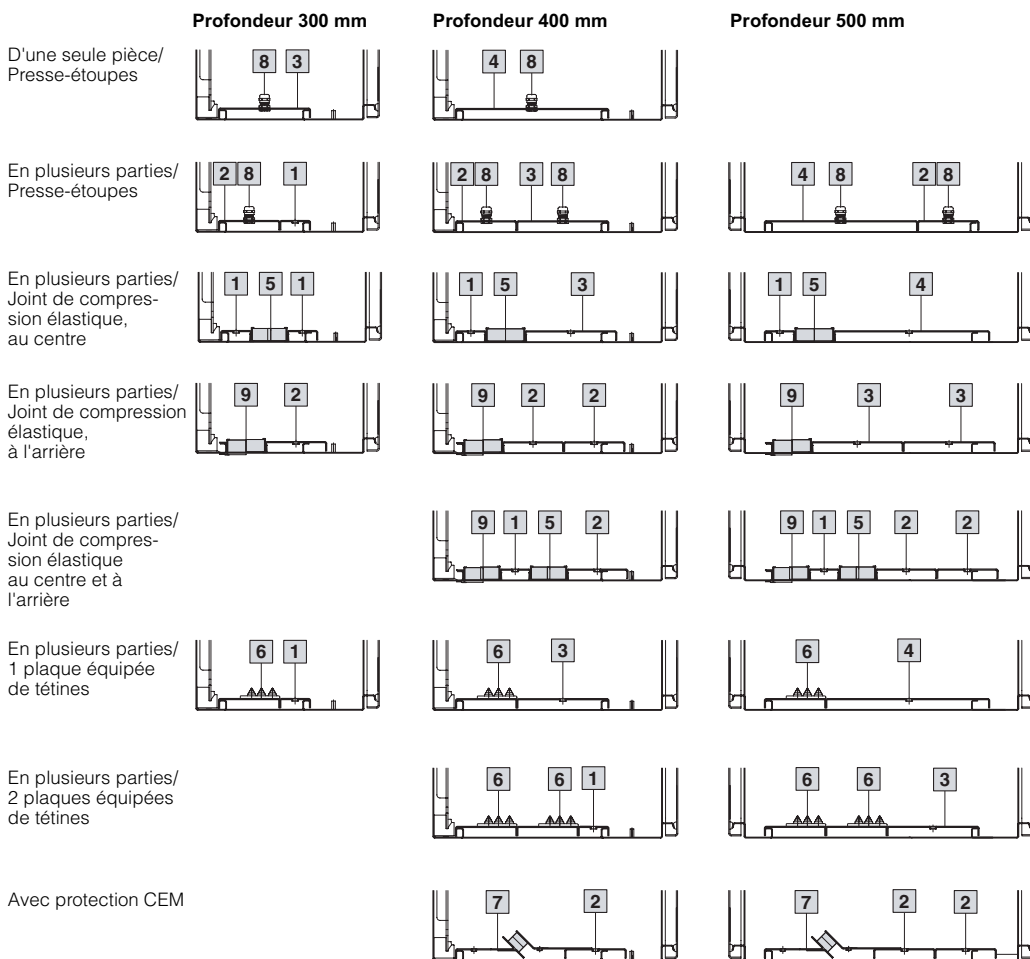 Profondeur 300 mm Profondeur 400 mm Profondeur 500 mm
D'une seule pièce/
Presse-étoupes
8 3 4 8
En plusieurs parties/
Presse-étoupes
2 8 1 2 8 3 8 4 8 2 8
En plusieurs parties/
Joint de compres-
sion élastique,
au centre
1 5 1 1 5 3 1 5 4
En plusieurs parties/
Joint de compression
élastique,
à l'arrière
9 2 9 2 2 9 3 3
En plusieurs parties/
Joint de compres-
sion élastique
au centre et à
l'arrière
9 1 5 2 9 1 5 2 2
En plusieurs parties/
1 plaque équipée
de tétines
6 1 6 3 6 4
En plusieurs parties/
2 plaques équipées
de tétines
6 6 1 6 6 3
Avec protection CEM
7 2 7 2 2